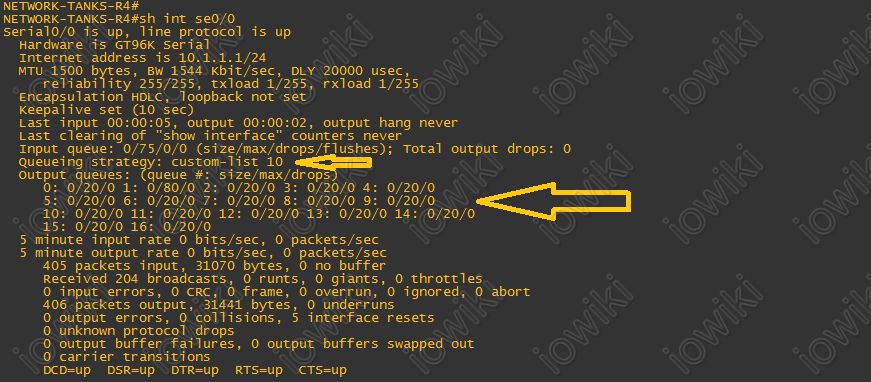 NETWORK-TANKS-R4#
NETWORK-TANKS-R4#sh int se0/0
Serial0/0 is up, line protocol is up
Hardware is GT96K Serial
Internet address is 10.1.1.1/24
MTU 1500 bytes, BW 1544 Kbit/sec, DLY 20000 usec,
reliability 255/255, txload 1/255, rxload 1/255
Encapsulation HDLC, loopback not set
Keepalive set (10 sec)
Last input 00:00:05, output 00:00:02, output hang never
Last clearing of "show interface" counters never
Input queue: 0/75/0/0 (size/max/drops/flushes); Total output drops: 0
Queueing strategy: custom-list 10
Output queues: (queue #: size/max/drops)
0: 0/20/0 1: 0/80/0 2: 0/20/0 3: 0/20/0 4: 0/20/0
5: 0/20/0 6: 0/20/0 7: 0/20/0 8: 0/20/0 9: 0/20/0
10: 0/20/0 11: 0/20/0 12: 0/20/0 13: 0/20/0 14: 0/20/0
15: 0/20/0 16: 0/20/0
5 minute input rate 0 bits/sec, 0 packets/sec
5 minute output rate 0 bits/sec, 0 packets/sec
405 packets input, 31070 bytes, 0 no buffer
Received 204 broadcasts, 0 runts, 0 giants, 0 throttles
0 input errors, 0 CRC, 0 frame, 0 overrun, 0 ignored, 0 abort
406 packets output, 31441 bytes, 0 underruns
0 output errors, 0 collisions, 5 interface resets
0 unknown protocol drops
0 output buffer failures, 0 output buffers swapped out
0 carrier transitions
DCD=up DSR=up DTR=up RTS=up CTS=up
iowiki